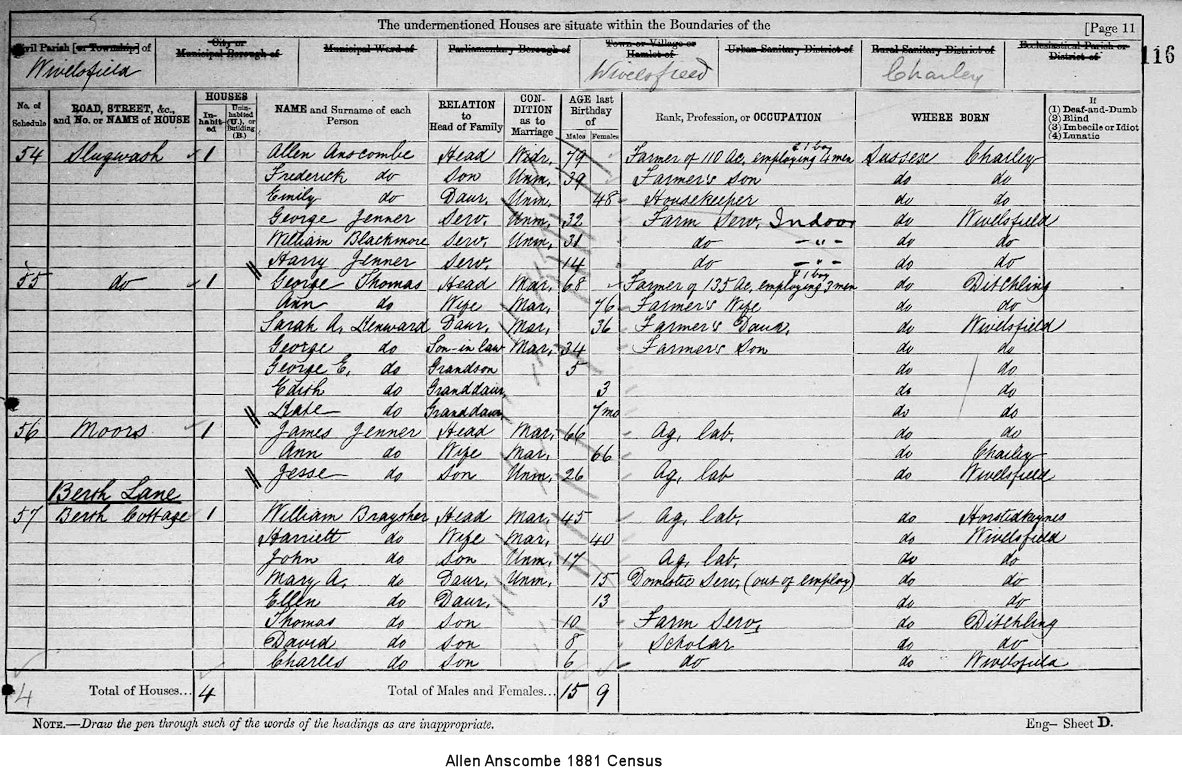 The undermentioned Houses are situate within the Boundaries of the [Page 11
116
Civil Parish [or Township] of City or Municipal Borough of Municipal Ward of Parliamentary Borough of Town or Village or Hamlet of Urban Sanitary District of Rural Sanitary District of Ecclesiastical Parish or District of
Wivelsfield Wivelsfield Chailey
No. of Schedule ROAD, STREET, &c., and No. or NAME of HOUSE HOUSES Inhabited Uninhabited (U.), or Building (B.) NAME and Surname of each Person RELATION to Head of Family CONDITION as to Marriage AGE last Birthday of Males Females Rank, Profession, or OCCUPATION WHERE BORN If (1) Deaf-and-Dumb (2) Blind (3) Imbecile or Idiot (4) Lunatic
54 Slugwash 1 Allen Anscombe Head Widr. 79 Farmer of 110 Ac. employing 4 men & 1 boy Sussex Chailey
Frederick do Son Unm. 39 Farmer's Son do do
Emily do Daur. Unm. 48 Housekeeper do do
George Jenner Serv. Unm. 32 Farm Serv. Indoor do Wivelsfield
William Blackmore Serv. Unm. 31 do - " - do do
Harry Jenner Serv. 14 do - " - do do
55 do 1 George Thomas Head Mar. 68 Farmer of 135 Ac. employing 3 men & 1 boy do Ditchling
Ann do Wife Mar. 76 Farmer's Wife do do
Sarah A. Kenward Daur. Mar. 36 Farmer's Daur. do Wivelsfield
George do Son-in-law Mar. 34 Farmer's Son do do
George E. do Grandson 5 do do
Edith do Granddaur 3 do do
Kate do Granddaur 7 mo do do
56 Moors 1 James Jenner Head Mar. 66 Ag. lab. do do
Ann do Wife Mar. 66 do Chailey
Jesse do Son Unm. 26 Ag. lab do Wivelsfield
Berth Lane
57 Berth Cottage 1 William Braysher Head Mar. 45 Ag. lab. do Horstedkeynes
Harriett do Wife Mar. 40 do Wivelsfield
John do Son Unm. 17 Ag. lab. do do
Mary A. do Daur. Unm. 15 Domestic Serv. (out of employ) do do
Ellen do Daur. 13 do do
Thomas do Son 10 Farm Serv. do Ditchling
David do Son 8 Scholar do do
Charles do Son 6 do do Wivelsfield
4 Total of Houses... 4 Total of Males and Females... 15 9
NOTE.—Draw the pen through such of the words of the headings as are inappropriate. Eng— Sheet D.
Allen Anscombe 1881 Census